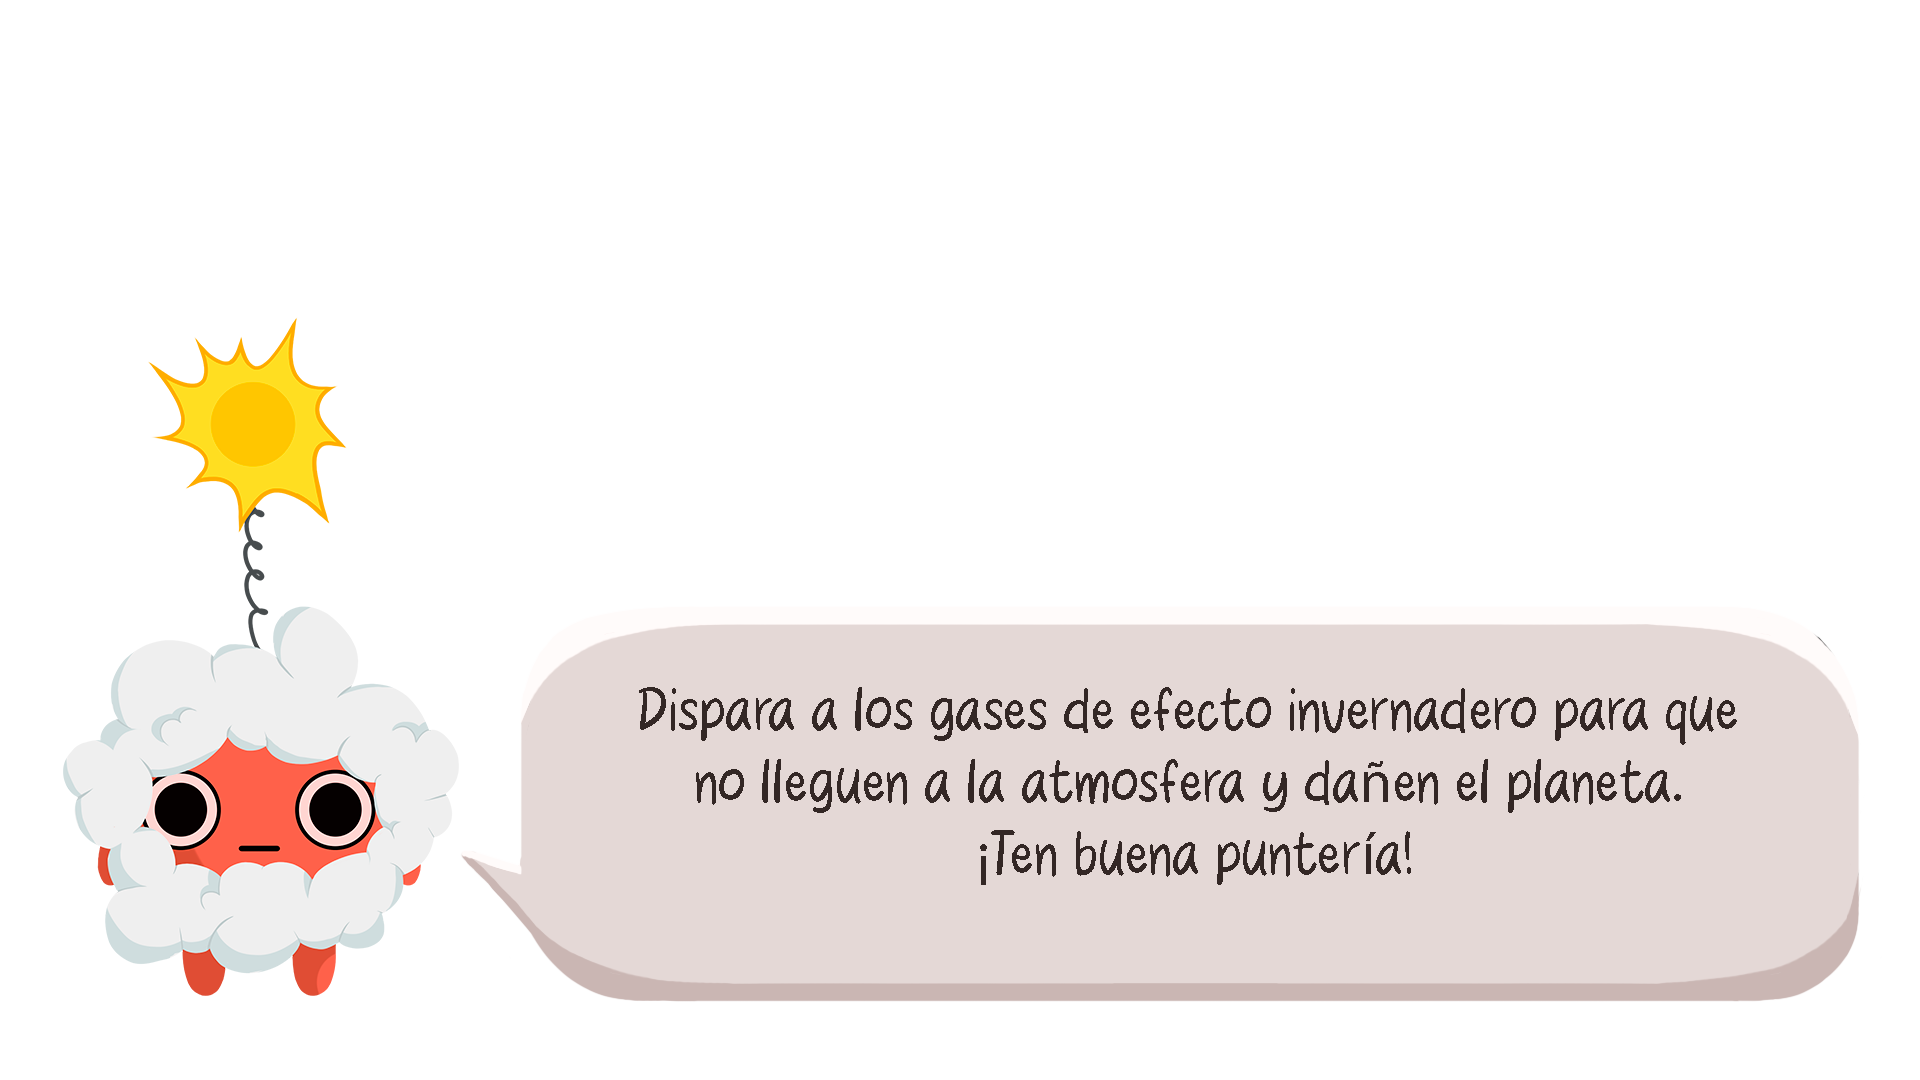 Dispara a los gases de efecto invernadero para que
no lleguen a la atmosfera y dañen el planeta.
¡Ten buena puntería!